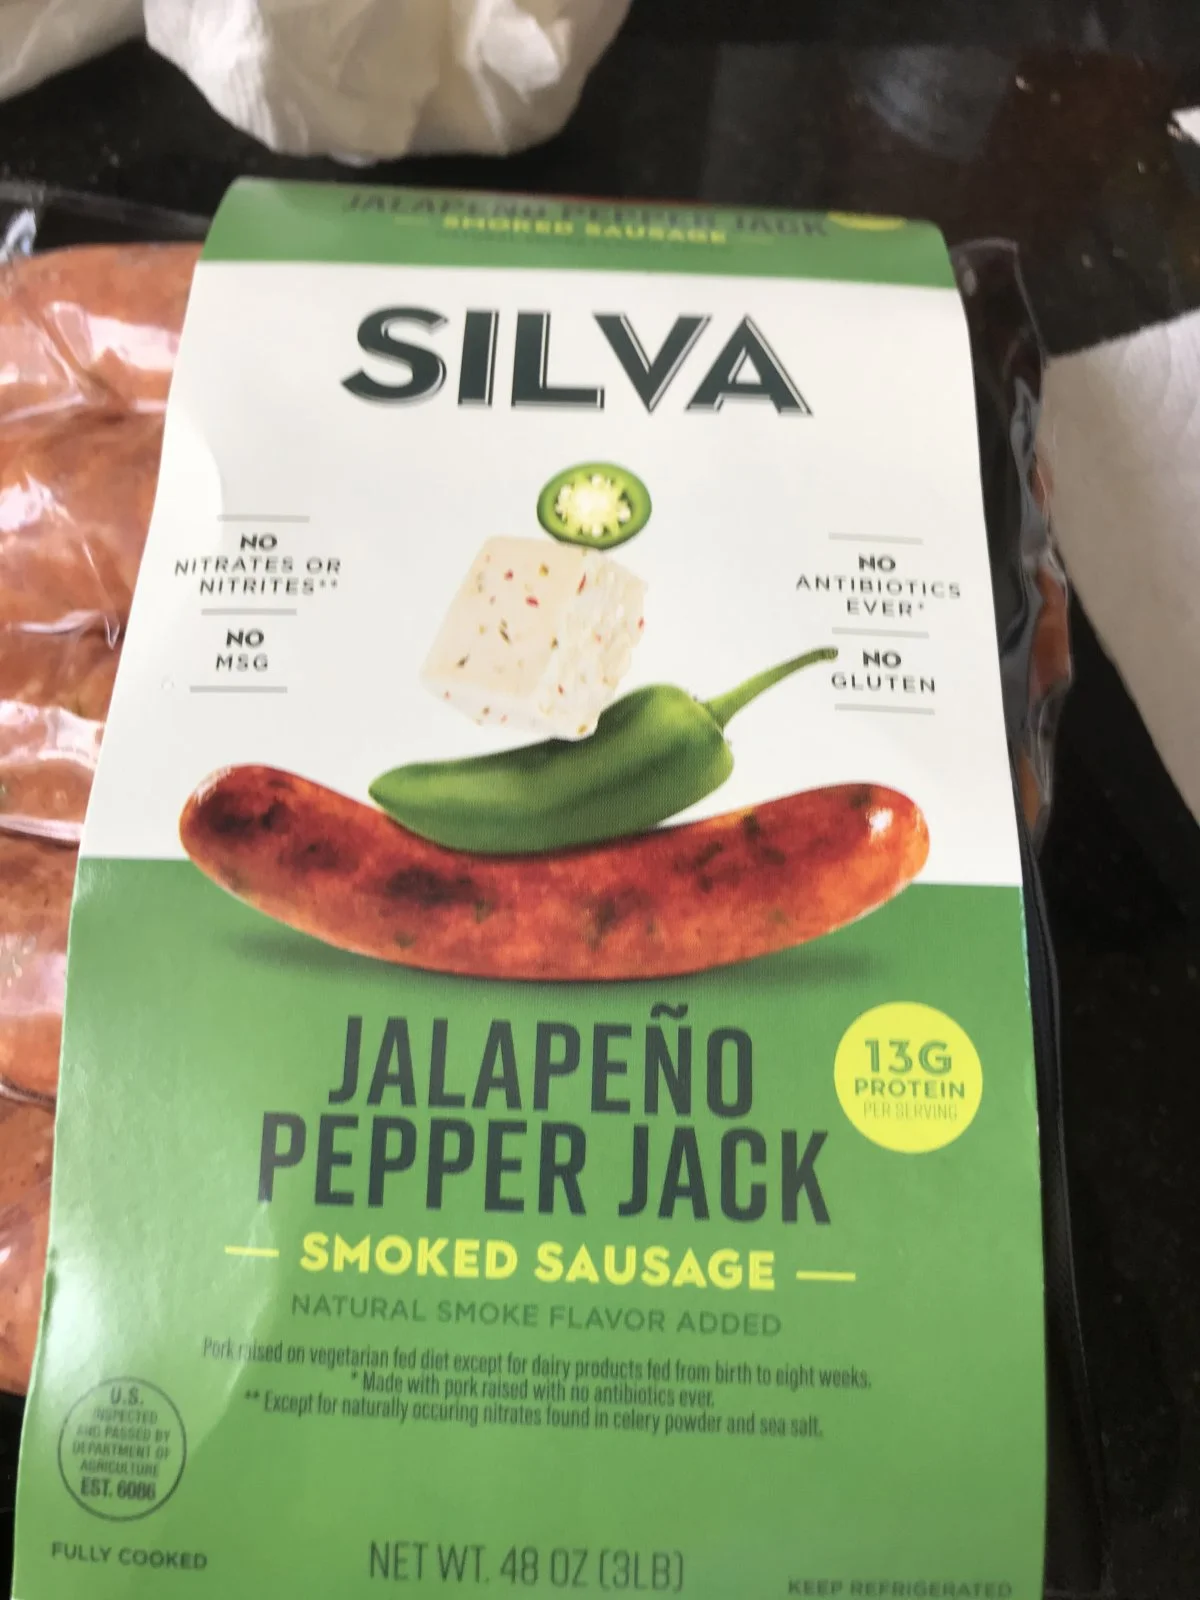 JALAPEÑO PEPPER JACK
SMOKED SAUSAGE
SILVA
NO
NITRATES OR
NITRITES**
NO
MSG
NO
ANTIBIOTICS
EVER*
NO
GLUTEN
JALAPEÑO
PEPPER JACK
13G
PROTEIN
PER SERVING
SMOKED SAUSAGE
NATURAL SMOKE FLAVOR ADDED
Pork raised on vegetarian fed diet except for dairy products fed from birth to eight weeks.
* Made with pork raised with no antibiotics ever.
** Except for naturally occuring nitrates found in celery powder and sea salt.
U.S.
INSPECTED
AND PASSED BY
DEPARTMENT OF
AGRICULTURE
EST. 6086
FULLY COOKED
NET WT. 48 OZ (3LB)
KEEP REFRIGERATED